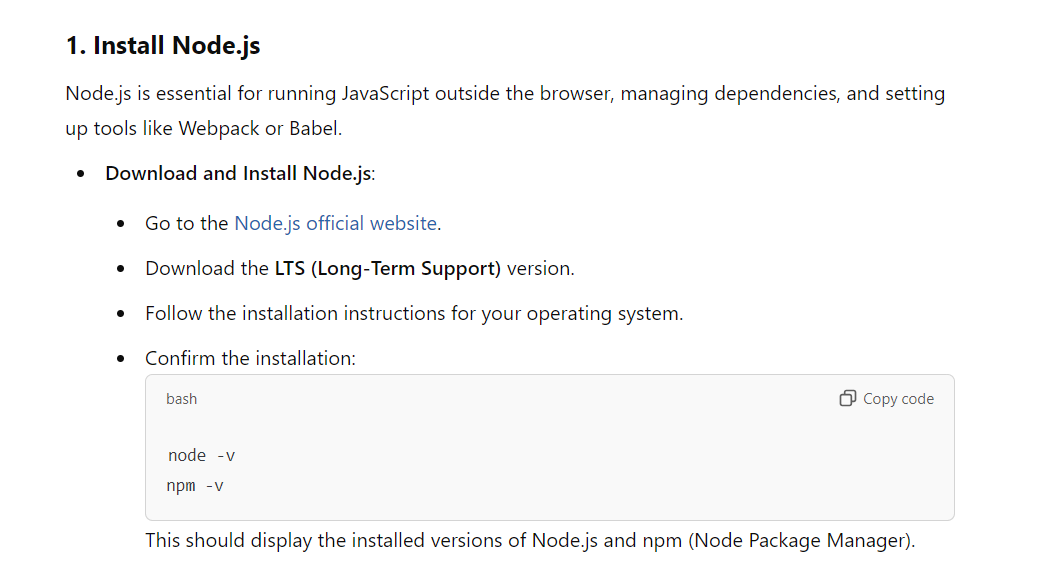 1. Install Node.js
Node.js is essential for running JavaScript outside the browser, managing dependencies, and setting
up tools like Webpack or Babel.
• Download and Install Node.js:
• Go to the Node.js official website.
• Download the LTS (Long-Term Support) version.
• Follow the installation instructions for your operating system.
• Confirm the installation:
bash Copy code
node -v
npm -v
This should display the installed versions of Node.js and npm (Node Package Manager).